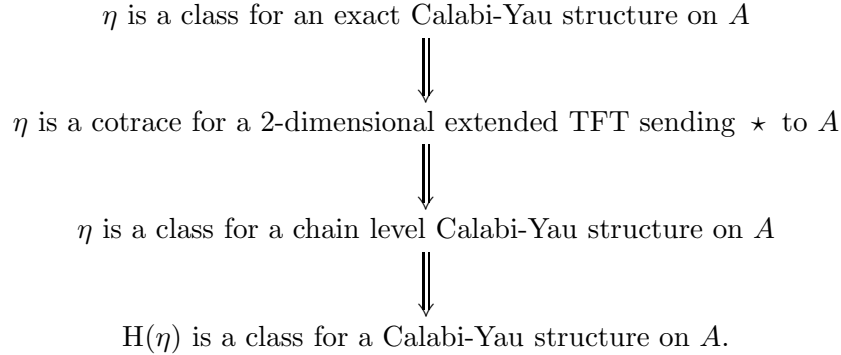 η is a class for an exact Calabi-Yau structure on A
η is a cotrace for a 2-dimensional extended TFT sending ⋆ to A
η is a class for a chain level Calabi-Yau structure on A
H(η) is a class for a Calabi-Yau structure on A.